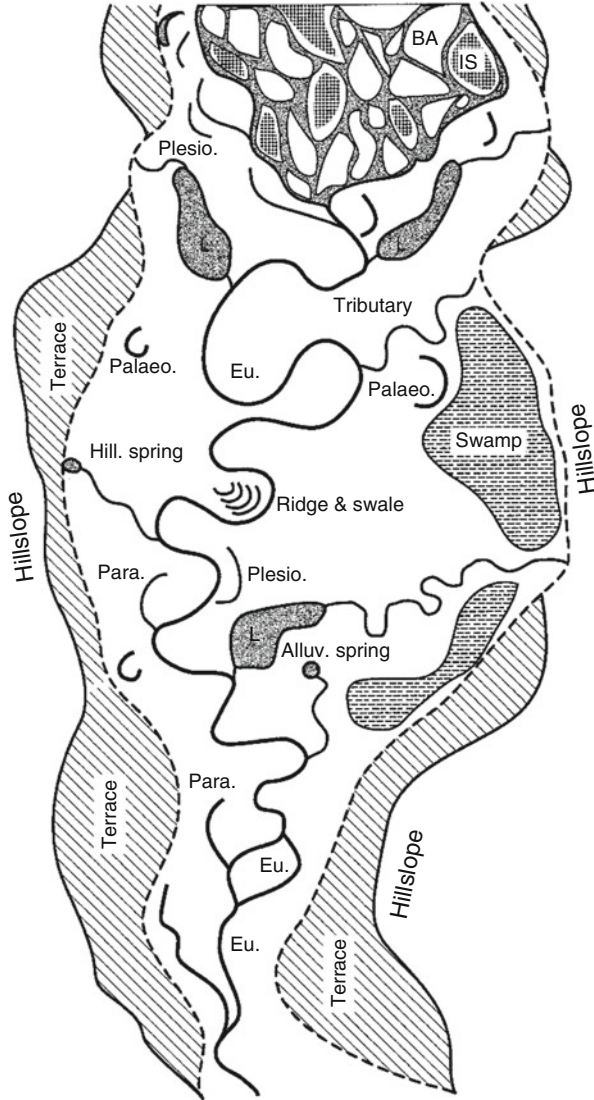 BA
IS
Plesio.
L
L
Tributary
Terrace
Palaeo.
Eu.
Palaeo.
Swamp
Hillslope
Hill. spring
Hillslope
Ridge & swale
Para.
Plesio.
L
Alluv. spring
Para.
Terrace
Eu.
Hillslope
Eu.
Terrace